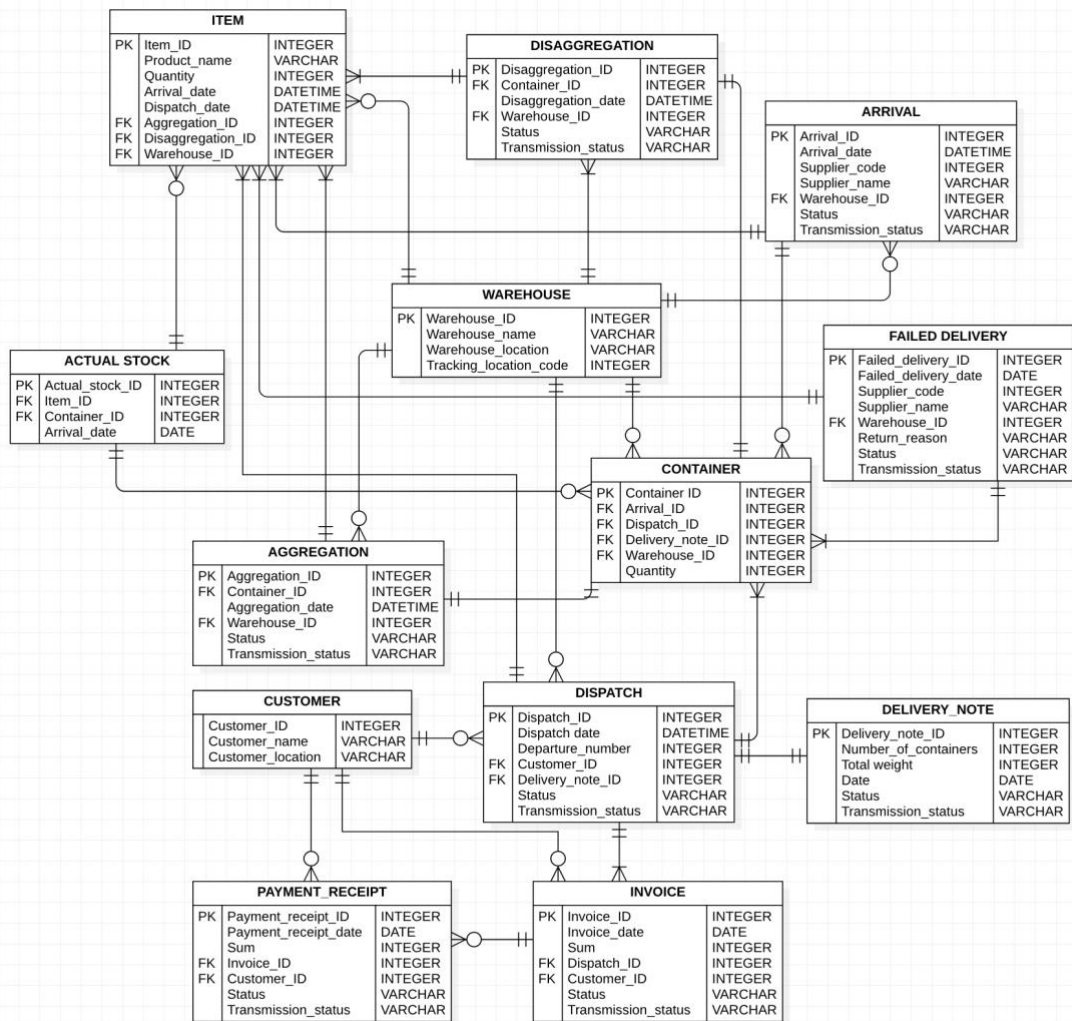 ITEM
PK Item_ID INTEGER
Product_name VARCHAR
Quantity INTEGER
Arrival_date DATETIME
Dispatch_date DATETIME
FK Aggregation_ID INTEGER
FK Disaggregation_ID INTEGER
FK Warehouse_ID INTEGER
DISAGGREGATION
PK Disaggregation_ID INTEGER
FK Container_ID INTEGER
Disaggregation_date DATETIME
FK Warehouse_ID INTEGER
Status VARCHAR
Transmission_status VARCHAR
ARRIVAL
PK Arrival_ID INTEGER
Arrival_date DATETIME
Supplier_code INTEGER
Supplier_name VARCHAR
FK Warehouse_ID INTEGER
Status VARCHAR
Transmission_status VARCHAR
WAREHOUSE
PK Warehouse_ID INTEGER
Warehouse_name VARCHAR
Warehouse_location VARCHAR
Tracking_location_code INTEGER
FAILED DELIVERY
PK Failed_delivery_ID INTEGER
Failed_delivery_date DATE
Supplier_code INTEGER
Supplier_name VARCHAR
FK Warehouse_ID INTEGER
Return_reason VARCHAR
Status VARCHAR
Transmission_status VARCHAR
ACTUAL STOCK
PK Actual_stock_ID INTEGER
FK Item_ID INTEGER
FK Container_ID INTEGER
Arrival_date DATE
CONTAINER
PK Container ID INTEGER
FK Arrival_ID INTEGER
FK Dispatch_ID INTEGER
FK Delivery_note_ID INTEGER
FK Warehouse_ID INTEGER
Quantity INTEGER
AGGREGATION
PK Aggregation_ID INTEGER
FK Container_ID INTEGER
Aggregation_date DATETIME
FK Warehouse_ID INTEGER
Status VARCHAR
Transmission_status VARCHAR
CUSTOMER
Customer_ID INTEGER
Customer_name VARCHAR
Customer_location VARCHAR
DISPATCH
PK Dispatch_ID INTEGER
Dispatch date DATETIME
Departure_number INTEGER
FK Customer_ID INTEGER
FK Delivery_note_ID INTEGER
Status VARCHAR
Transmission_status VARCHAR
DELIVERY_NOTE
PK Delivery_note_ID INTEGER
Number_of_containers INTEGER
Total weight INTEGER
Date DATE
Status VARCHAR
Transmission_status VARCHAR
PAYMENT_RECEIPT
PK Payment_receipt_ID INTEGER
Payment_receipt_date DATE
Sum INTEGER
FK Invoice_ID INTEGER
FK Customer_ID INTEGER
Status VARCHAR
Transmission_status VARCHAR
INVOICE
PK Invoice_ID INTEGER
Invoice_date DATE
Sum INTEGER
FK Dispatch_ID INTEGER
FK Customer_ID INTEGER
Status VARCHAR
Transmission_status VARCHAR